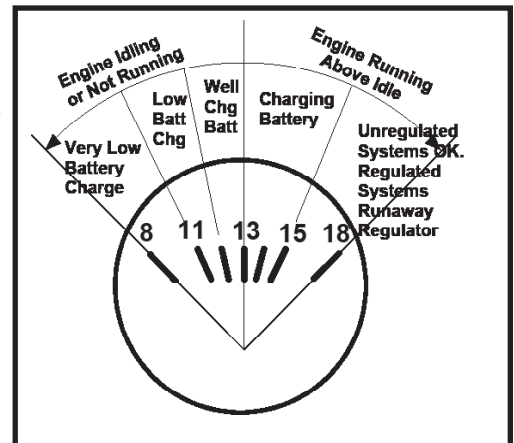 Engine Idling
or Not Running
Engine Running
Above Idle
Very Low
Battery
Charge
Low
Batt
Chg
Well
Chg
Batt
Charging
Battery
Unregulated
Systems OK.
Regulated
Systems
Runaway
Regulator
8 11 13 15 18